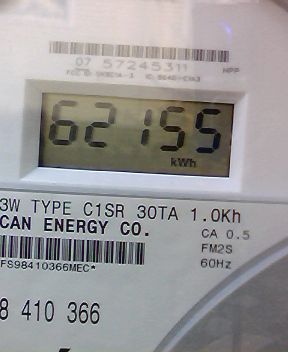 07 57245311
62155
kWh
3W TYPE C1SR 30TA 1.0Kh
CAN ENERGY CO.
CA 0.5
FM2S
60Hz
FS98410366MEC*
8 410 366